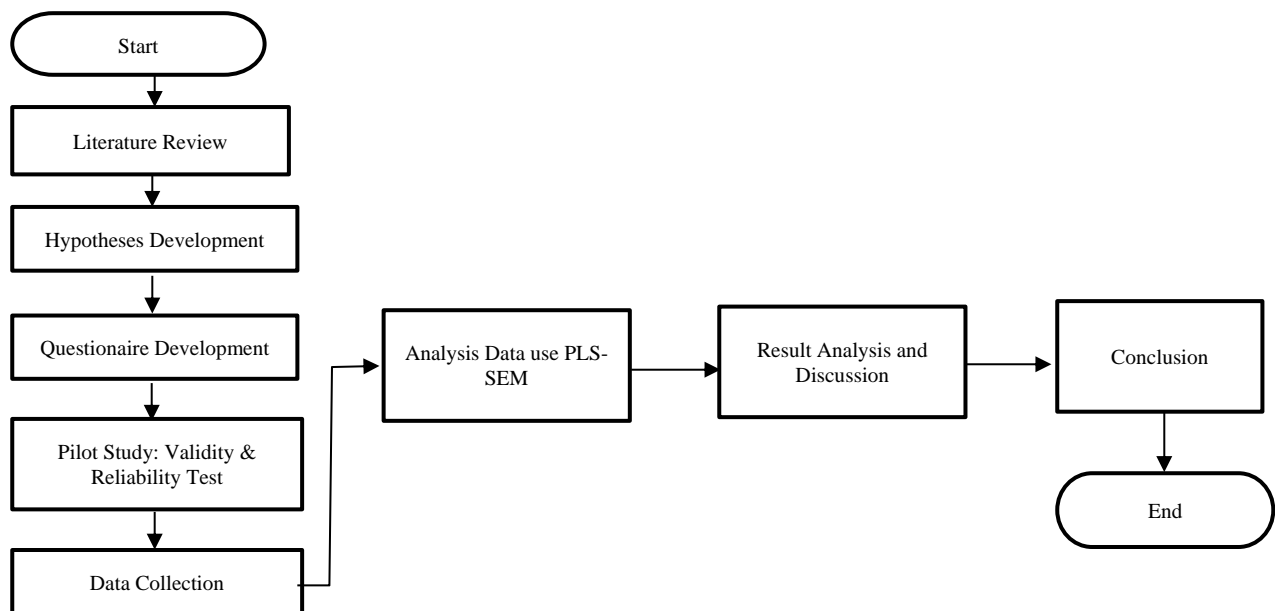 Start
Literature Review
Hypotheses Development
Questionaire Development
Pilot Study: Validity &
Reliability Test
Data Collection
Analysis Data use PLS-
SEM
Result Analysis and
Discussion
Conclusion
End